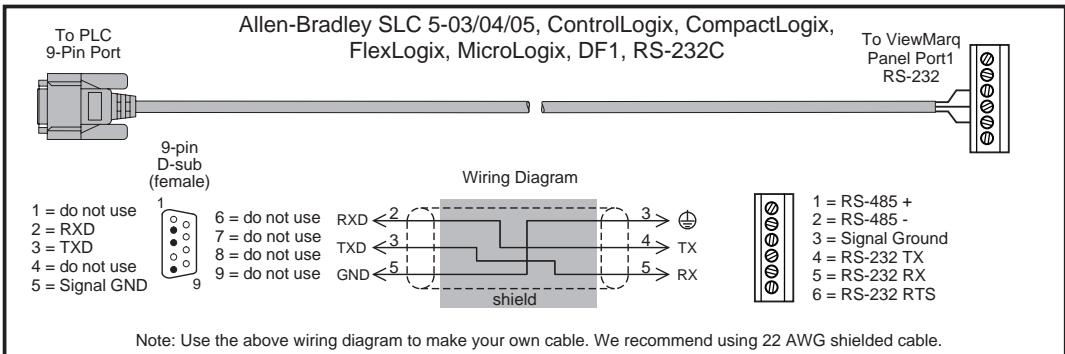 Allen-Bradley SLC 5-03/04/05, ControlLogix, CompactLogix,
FlexLogix, MicroLogix, DF1, RS-232C
To PLC
9-Pin Port
To ViewMarq
Panel Port1
RS-232
9-pin
D-sub
(female)
1 = do not use
2 = RXD
3 = TXD
4 = do not use
5 = Signal GND
1
9
6 = do not use
7 = do not use
8 = do not use
9 = do not use
Wiring Diagram
RXD 2 3
TXD 3 4 TX
GND 5 5 RX
shield
1 = RS-485 +
2 = RS-485 -
3 = Signal Ground
4 = RS-232 TX
5 = RS-232 RX
6 = RS-232 RTS
Note: Use the above wiring diagram to make your own cable. We recommend using 22 AWG shielded cable.